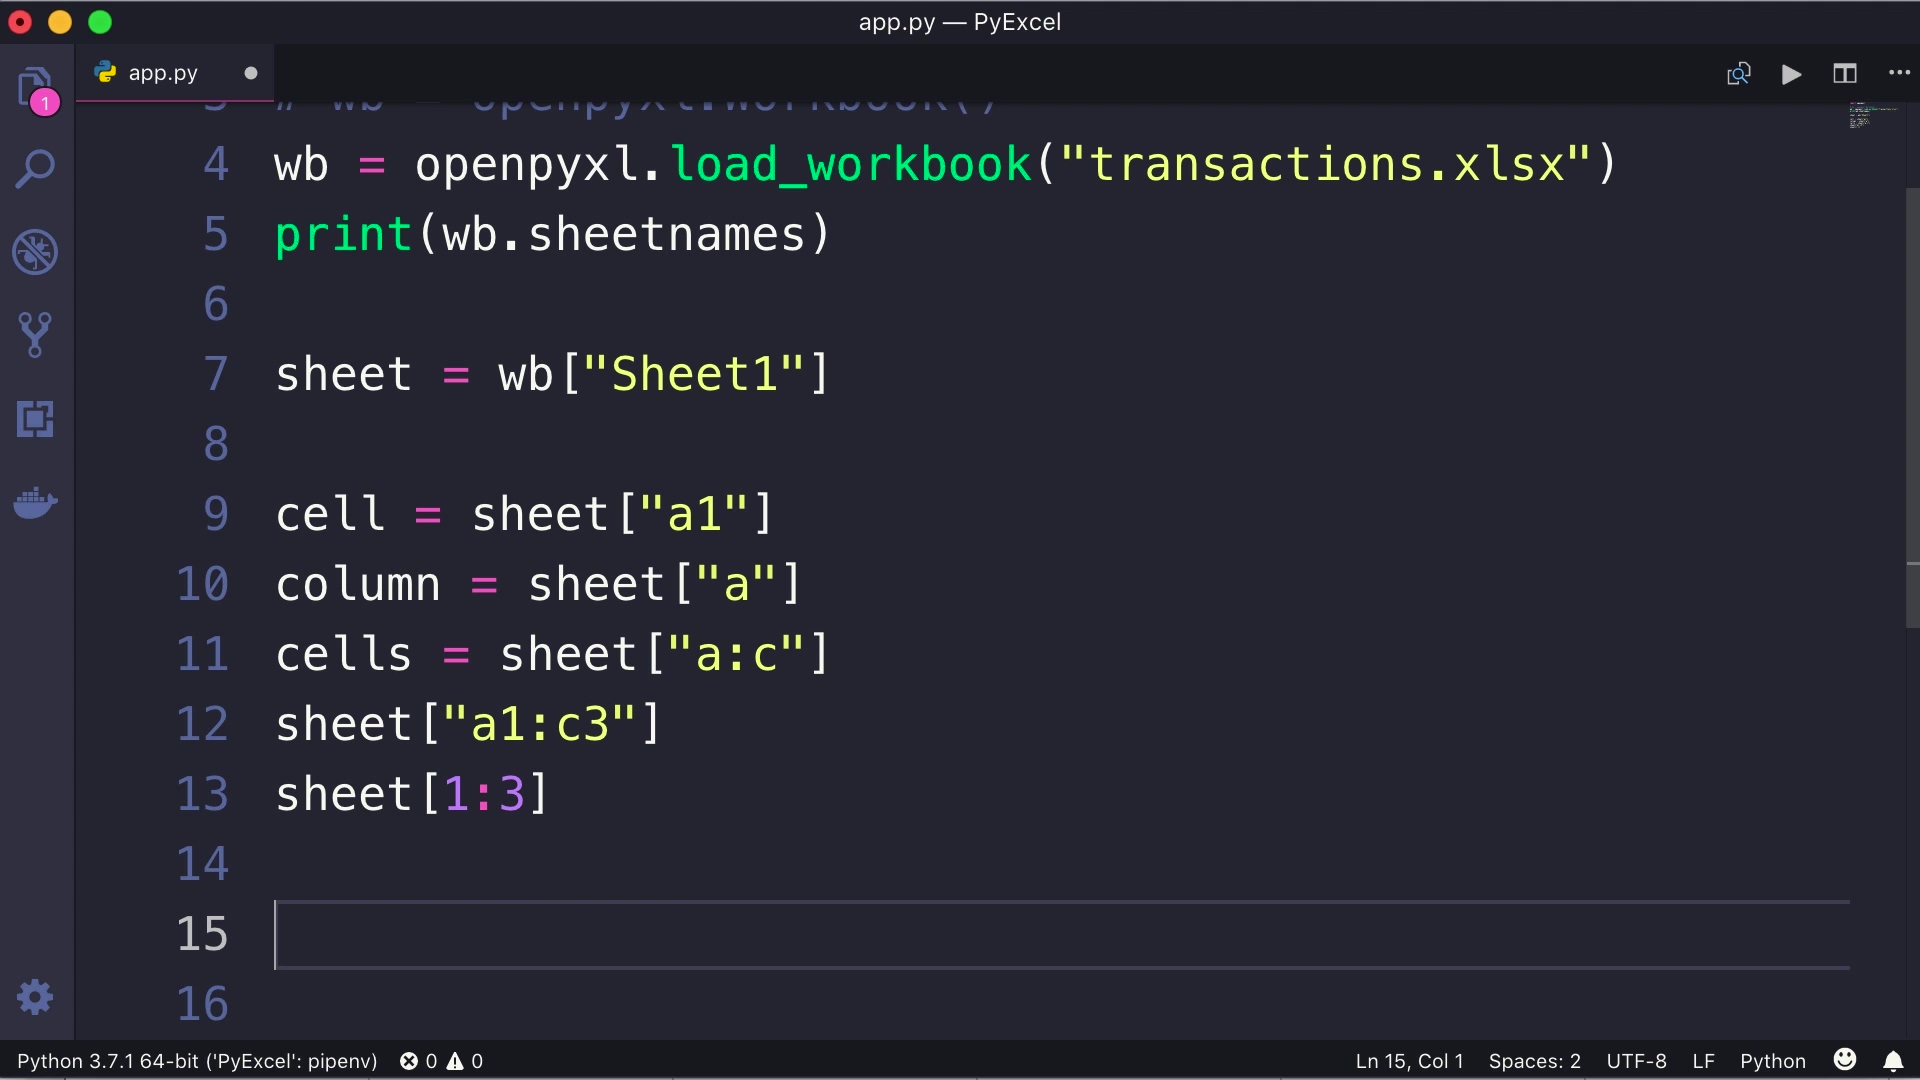 app.py — PyExcel
app.py
1
3 # wb = openpyxl.Workbook()
4 wb = openpyxl.load_workbook("transactions.xlsx")
5 print(wb.sheetnames)
6
7 sheet = wb["Sheet1"]
8
9 cell = sheet["a1"]
10 column = sheet["a"]
11 cells = sheet["a:c"]
12 sheet["a1:c3"]
13 sheet[1:3]
14
15
16
Python 3.7.1 64-bit ('PyExcel': pipenv) 0 0 Ln 15, Col 1 Spaces: 2 UTF-8 LF Python